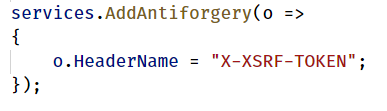 services.AddAntiforgery(o =>
{
    o.HeaderName = "X-XSRF-TOKEN";
});